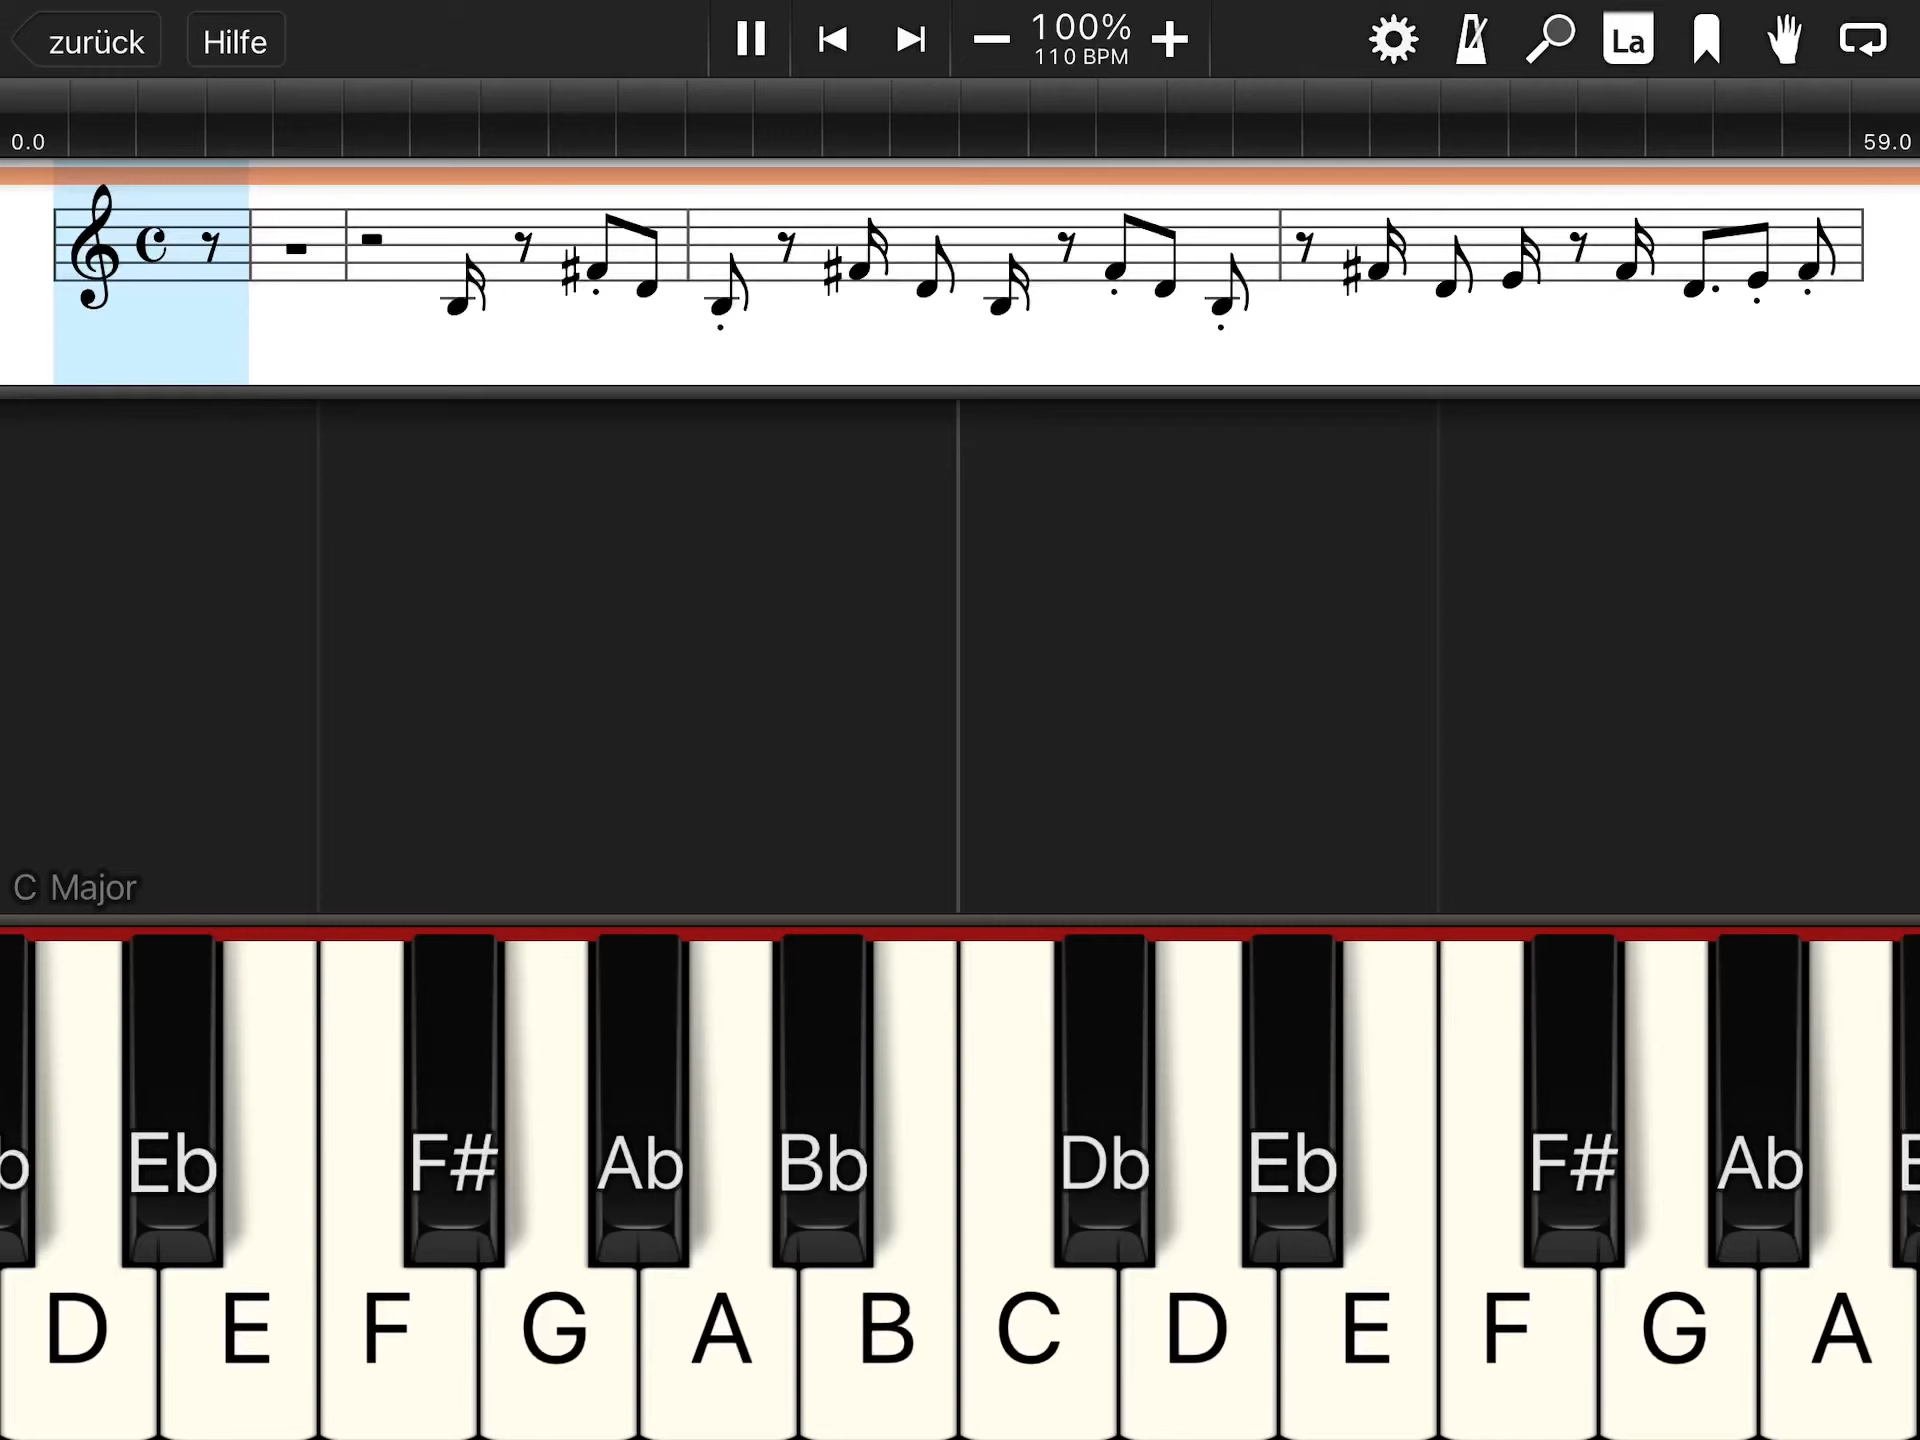 zurück Hilfe 100% La
110 BPM
0.0 59.0
C Major
b Eb F# Ab Bb Db Eb F# Ab
D E F G A B C D E F G A